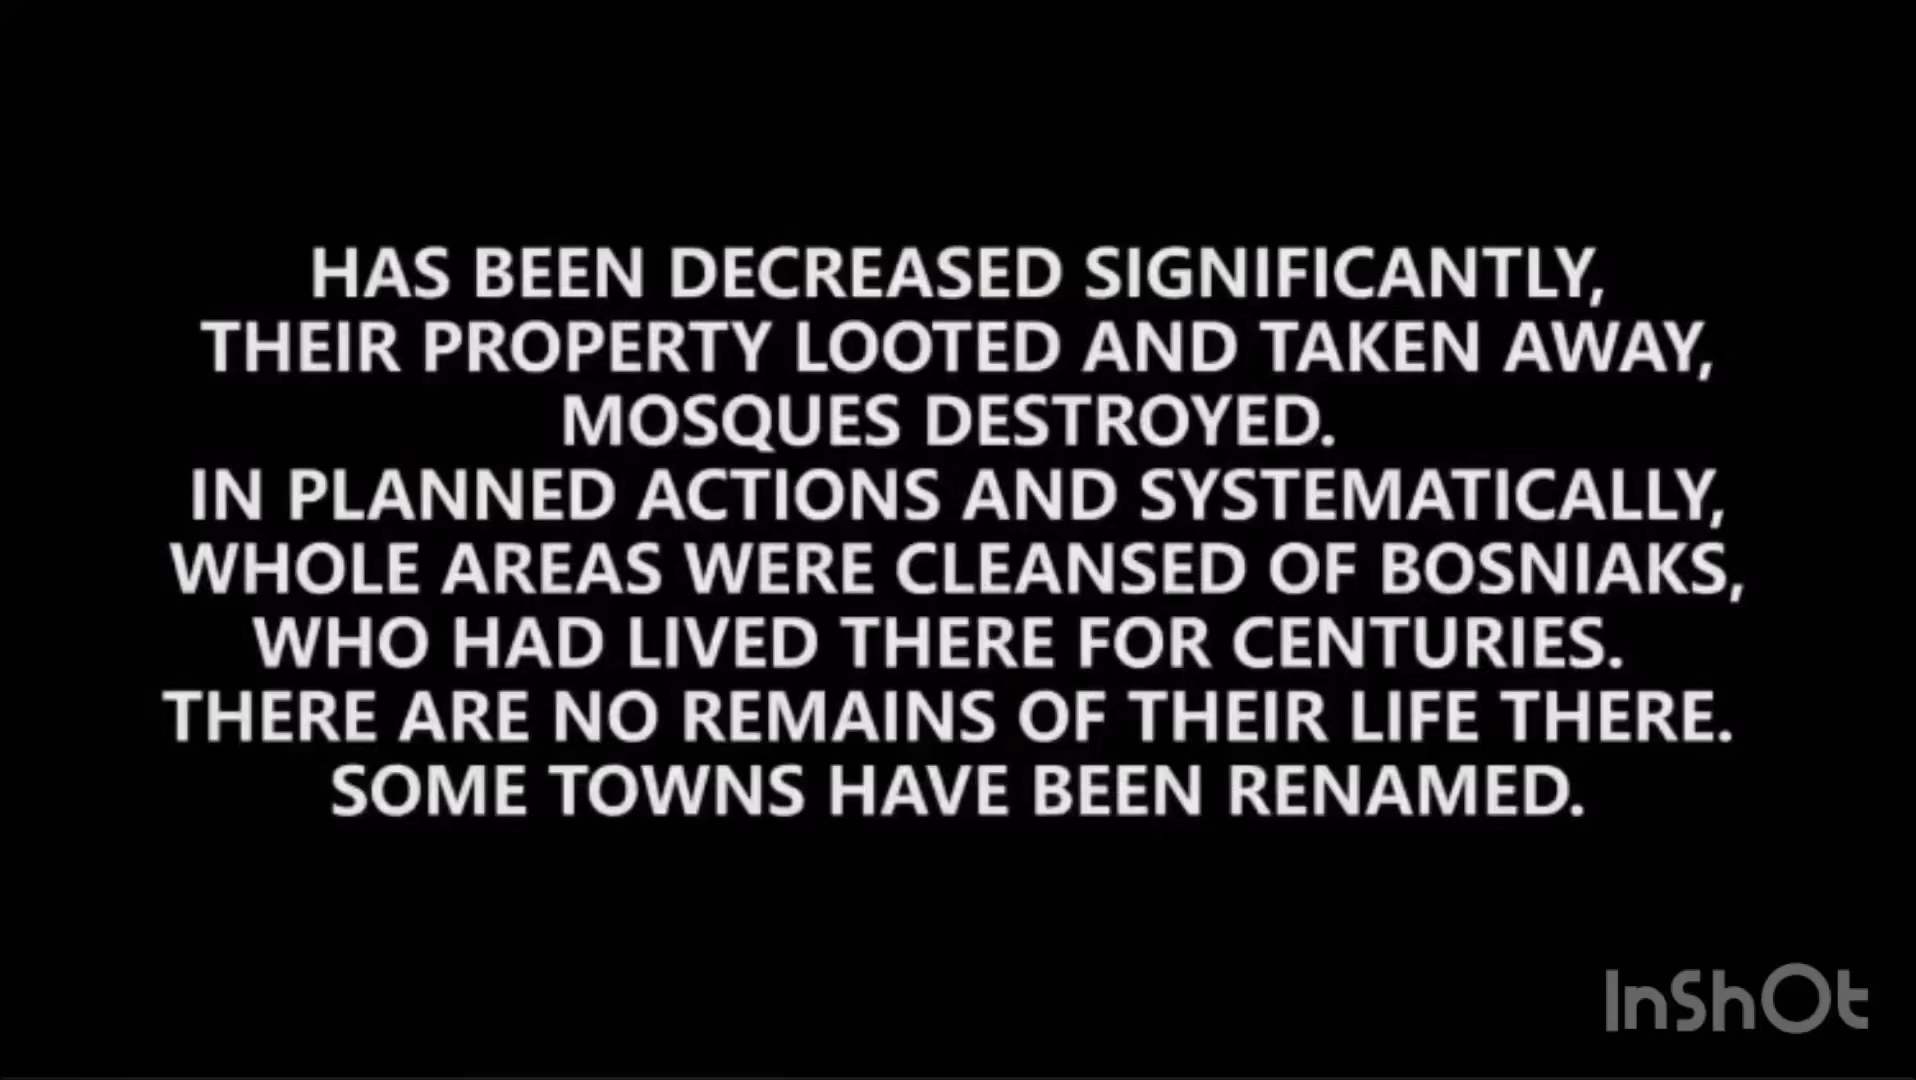 HAS BEEN DECREASED SIGNIFICANTLY,
THEIR PROPERTY LOOTED AND TAKEN AWAY,
MOSQUES DESTROYED.
IN PLANNED ACTIONS AND SYSTEMATICALLY,
WHOLE AREAS WERE CLEANSED OF BOSNIAKS,
WHO HAD LIVED THERE FOR CENTURIES.
THERE ARE NO REMAINS OF THEIR LIFE THERE.
SOME TOWNS HAVE BEEN RENAMED.
InShOt